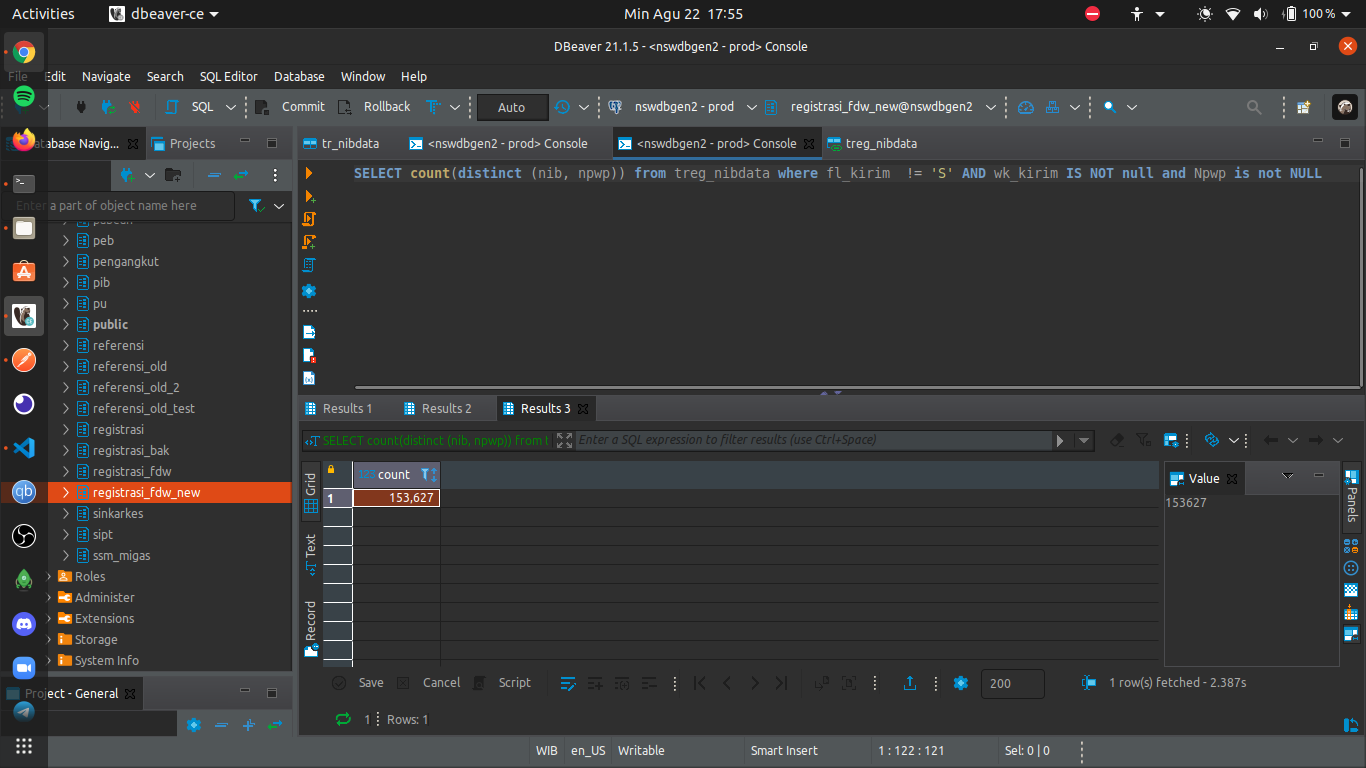 Activities dbeaver-ce Min Agu 22 17:55 100 %
DBeaver 21.1.5 - <nswdbgen2 - prod> Console
File Edit Navigate Search SQL Editor Database Window Help
SQL Commit Rollback Auto nswdbgen2 - prod registrasi_fdw_new@nswdbgen2
Database Navig... Projects
tr_nibdata <nswdbgen2 - prod> Console <nswdbgen2 - prod> Console treg_nibdata
SELECT count(distinct (nib, npwp)) from treg_nibdata where fl_kirim != 'S' AND wk_kirim IS NOT null and Npwp is not NULL
Enter a part of object name here
peb
pengangkut
pib
pu
public
referensi
referensi_old
referensi_old_2
referensi_old_test
registrasi
registrasi_bak
registrasi_fdw
registrasi_fdw_new
sinkarkes
sipt
ssm_migas
Roles
Administer
Extensions
Storage
System Info
Project - General
Results 1 Results 2 Results 3
SELECT count(distinct (nib, npwp)) from Enter a SQL expression to filter results (use Ctrl+Space)
Grid
Text
Record
count
1 153,627
Value
153627
Panels
Save Cancel Script 200 1 row(s) fetched - 2.387s
1 Rows: 1
WIB en_US Writable Smart Insert 1 : 122 : 121 Sel: 0 | 0
qb